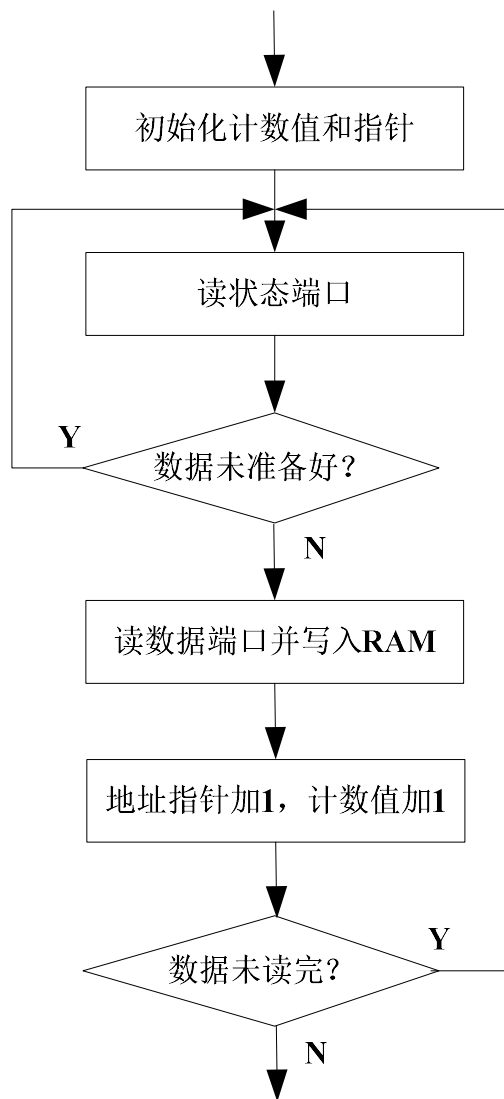 初始化计数值和指针
读状态端口
Y
数据未准备好？
N
读数据端口并写入RAM
地址指针加1，计数值加1
Y
数据未读完？
N